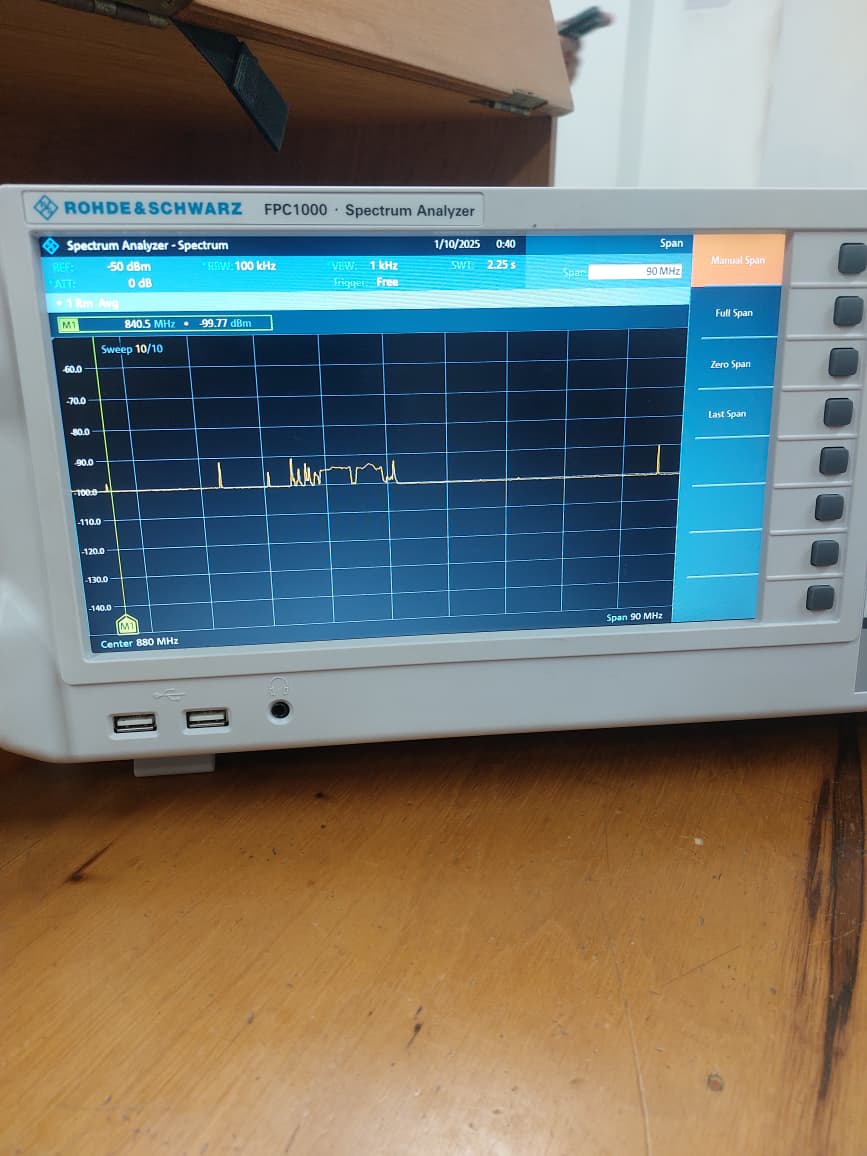 ROHDE&SCHWARZ FPC1000 · Spectrum Analyzer
Spectrum Analyzer - Spectrum 1/10/2025 0:40 Span
REF: -50 dBm *RBW: 100 kHz *VBW: 1 kHz SWT: 2.25 s
*ATT: 0 dB Trigger: Free
Span: 90 MHz
• 1 Rm Avg
M1 840.5 MHz • -99.77 dBm
Sweep 10/10
-60.0
-70.0
-80.0
-90.0
-100.0
-110.0
-120.0
-130.0
-140.0
M1
Center 880 MHz Span 90 MHz
Manual Span
Full Span
Zero Span
Last Span